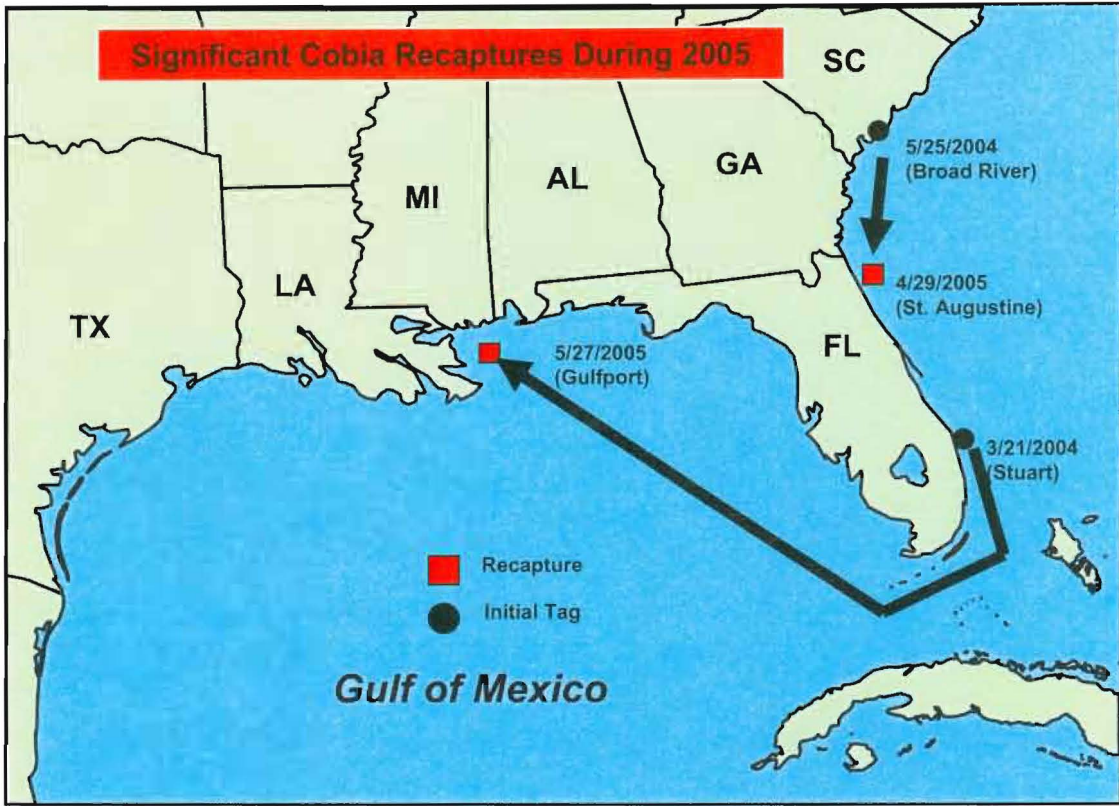 Significant Cobia Recaptures During 2005
SC
5/25/2004
(Broad River)
GA
AL
MI
4/29/2005
(St. Augustine)
LA
TX
FL
5/27/2005
(Gulfport)
3/21/2004
(Stuart)
Recapture
Initial Tag
Gulf of Mexico